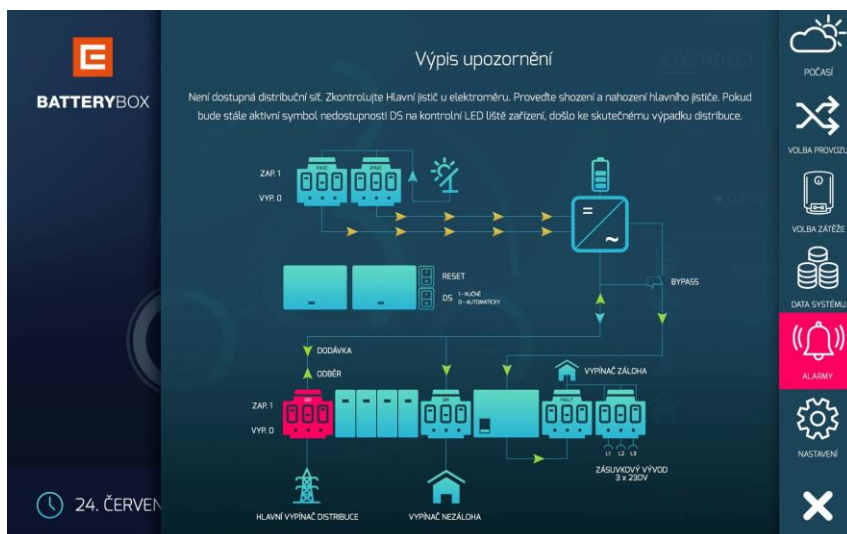 BATTERYBOX
Výpis upozornění
SOBĚSTAČNOST
Není dostupná distribuční síť. Zkontrolujte Hlavní jistič u elektroměru. Proveďte shození a nahození hlavního jističe. Pokud
bude stále aktivní symbol nedostupnosti DS na kontrolní LED liště zařízení, došlo ke skutečnému výpadku distribuce.
ZAP. 1
VYP. 0
=
~
RESET
DS
1 - RUČNĚ
0 - AUTOMATICKY
BYPASS
DODÁVKA
ODBĚR
VYPÍNAČ ZÁLOHA
ZAP. 1
VYP. 0
L1 L2 L3
ZÁSUVKOVÝ VÝVOD
3 x 230V
HLAVNÍ VYPÍNAČ DISTRIBUCE
VYPÍNAČ NEZÁLOHA
24. ČERVEN
POČASÍ
VOLBA PROVOZU
VOLBA ZÁTĚŽE
DATA SYSTÉMU
ALARMY
NASTAVENÍ